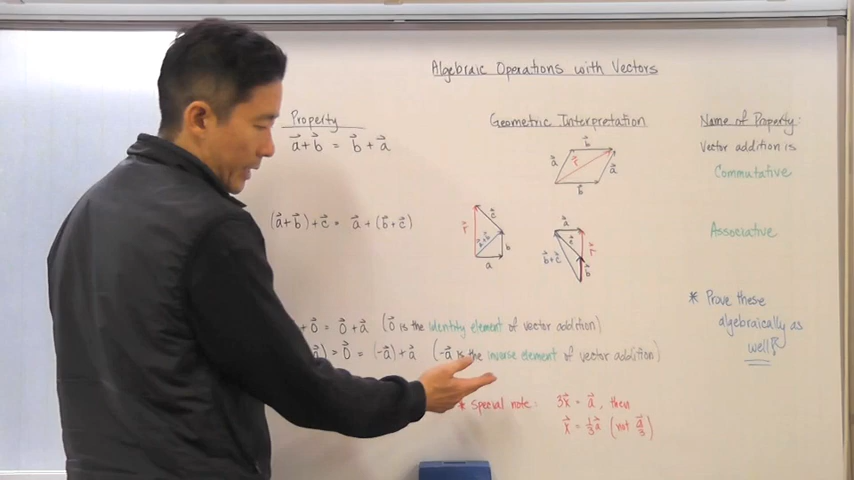 Algebraic Operations with Vectors
Property
Geometric Interpretation
Name of Property:
a⃗+b⃗ = b⃗+a⃗
b⃗
a⃗ r⃗ a⃗
b⃗
Vector addition is
Commutative
(a⃗+b⃗)+c⃗ = a⃗+(b⃗+c⃗)
r⃗ c⃗
a⃗+b⃗ b
a
a⃗
b⃗+c⃗ c⃗ r⃗
b⃗
Associative
+0⃗ = 0⃗+a⃗ (0⃗ is the identity element of vector addition)
a⃗) = 0⃗ = (-a⃗)+a⃗ (-a⃗ is the inverse element of vector addition)
* Prove these
algebraically as
well!
* Special note: 3x⃗ = a⃗, then
x⃗ = 1/3 a⃗ (not a⃗/3)